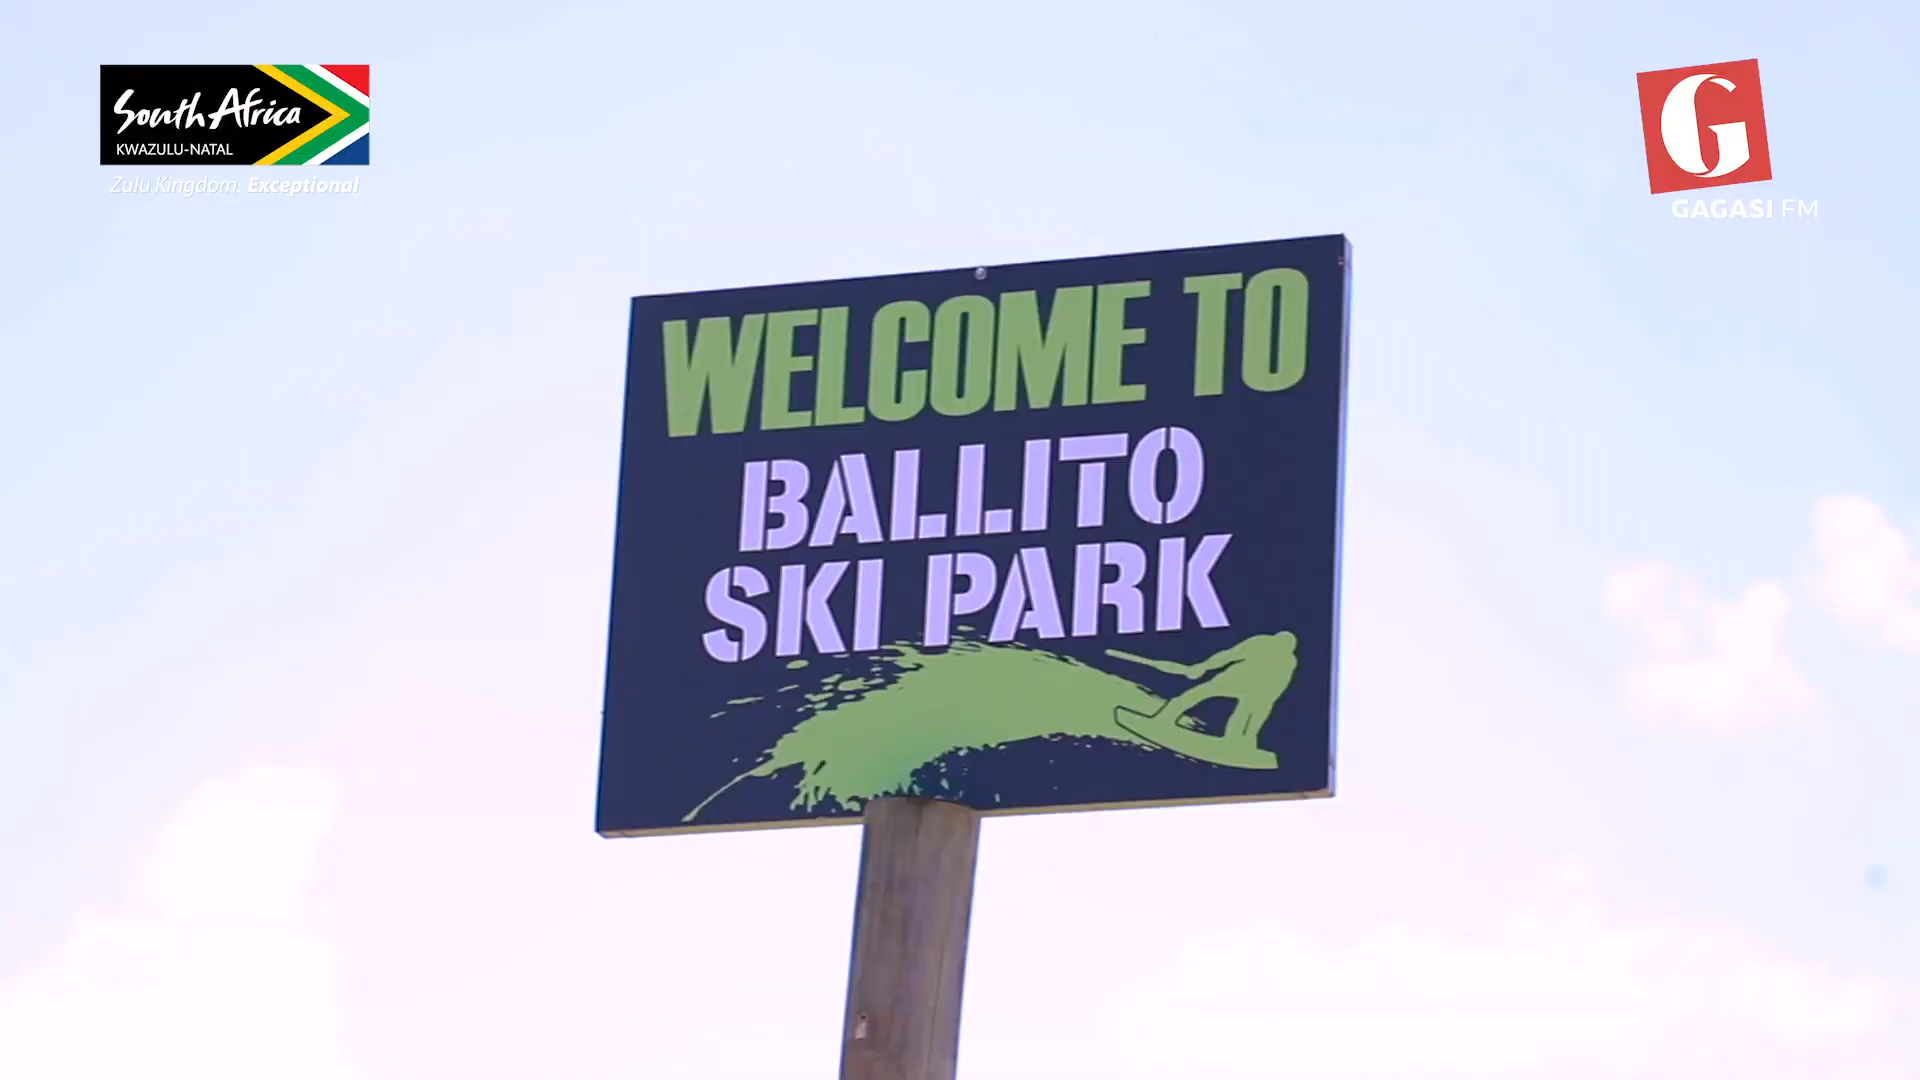 South Africa
KWAZULU-NATAL
Zulu Kingdom. Exceptional
G
GAGASI FM
WELCOME TO
BALLITO
SKI PARK